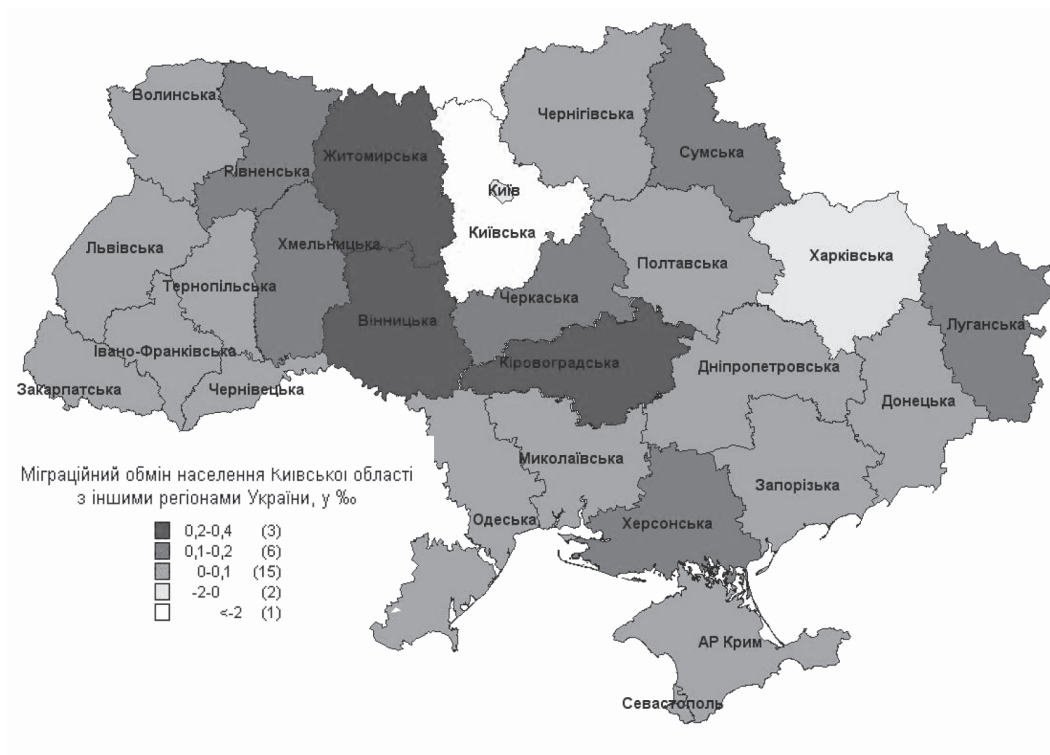 Волинська
Рівненська
Житомирська
Чернігівська
Сумська
Київ
Київська
Львівська
Хмельницька
Тернопільська
Полтавська
Харківська
Черкаська
Вінницька
Луганська
Івано-Франківська
Кіровоградська
Дніпропетровська
Закарпатська
Чернівецька
Донецька
Миколаївська
Запорізька
Одеська
Херсонська
АР Крим
Севастополь
Міграційний обмін населення Київської області
з іншими регіонами України, у ‰
0,2-0,4 (3)
0,1-0,2 (6)
0-0,1 (15)
-2-0 (2)
<-2 (1)